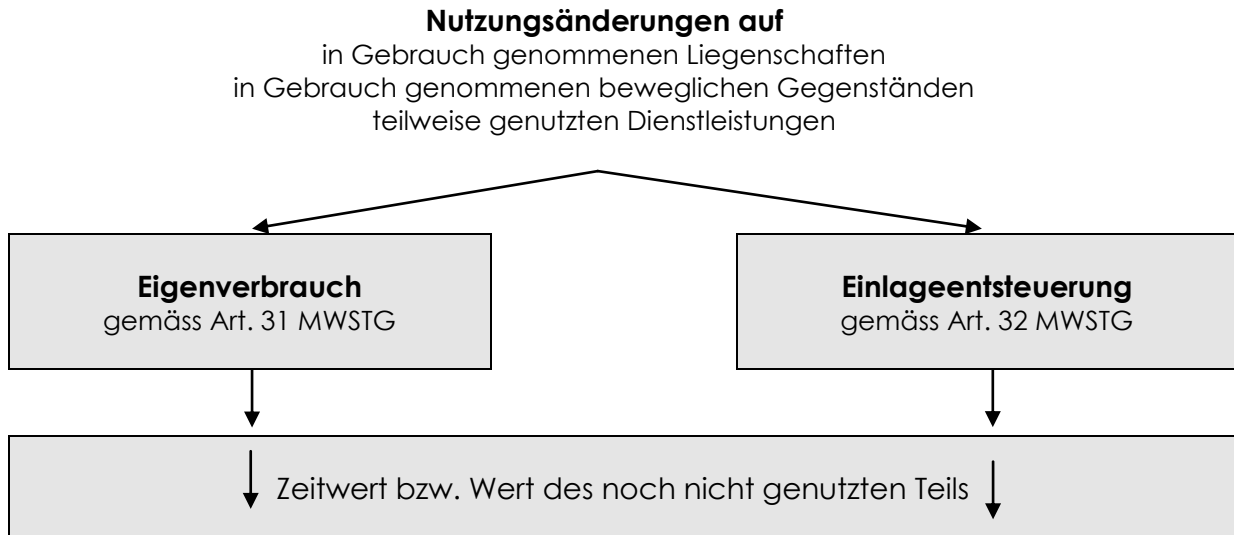 Nutzungsänderungen auf
in Gebrauch genommenen Liegenschaften
in Gebrauch genommenen beweglichen Gegenständen
teilweise genutzten Dienstleistungen
Eigenverbrauch
gemäss Art. 31 MWSTG
Einlageentsteuerung
gemäss Art. 32 MWSTG
Zeitwert bzw. Wert des noch nicht genutzten Teils